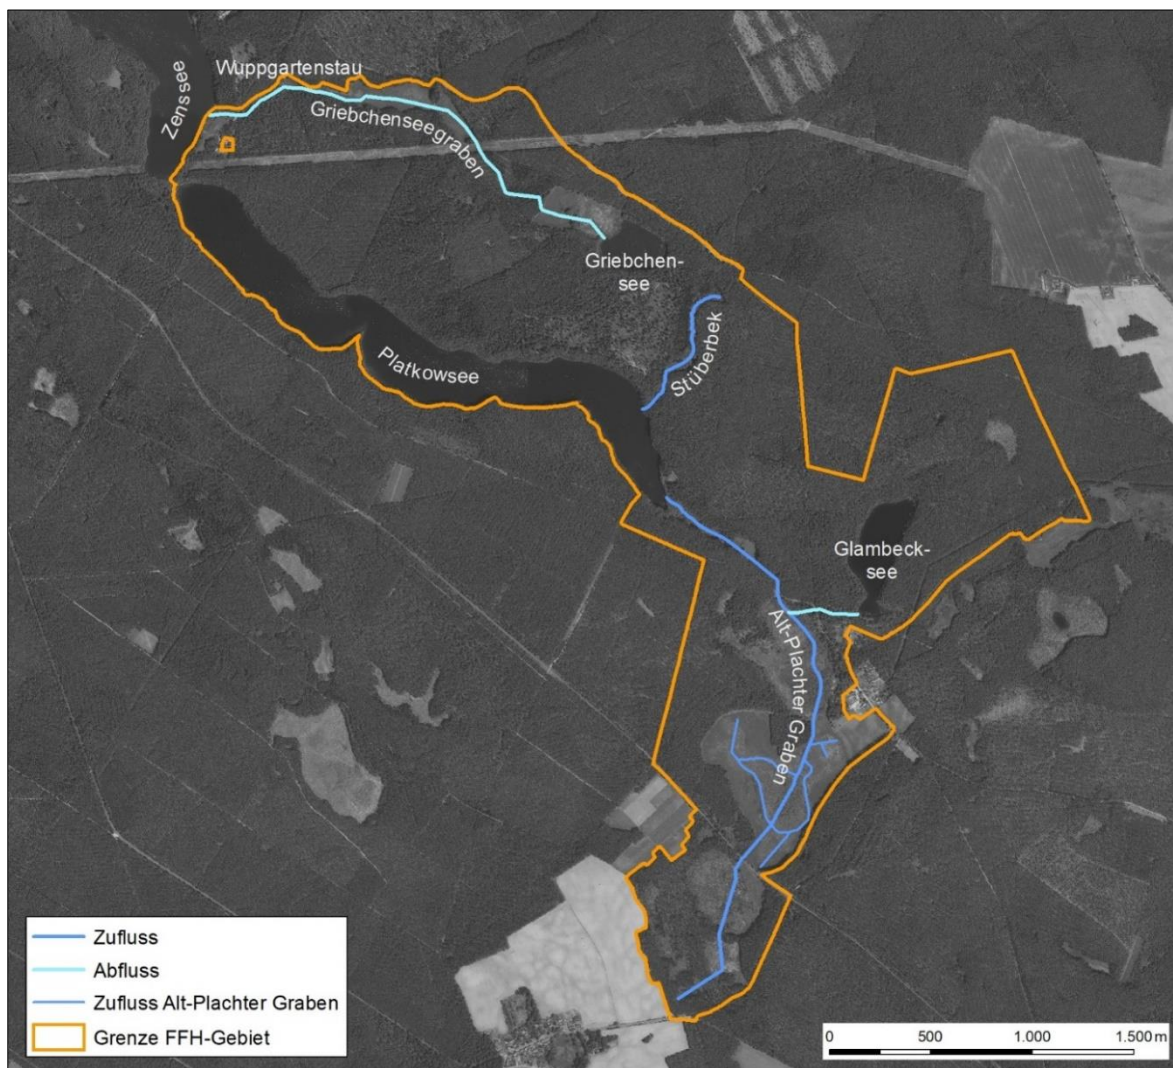 Zenssee
Wuppgartenstau
Griebchenseegraben
Griebchen-
see
Stüberbek
Platkowsee
Glambeck-
see
Alt-Plachter Graben
Zufluss
Abfluss
Zufluss Alt-Plachter Graben
Grenze FFH-Gebiet
0 500 1.000 1.500 m